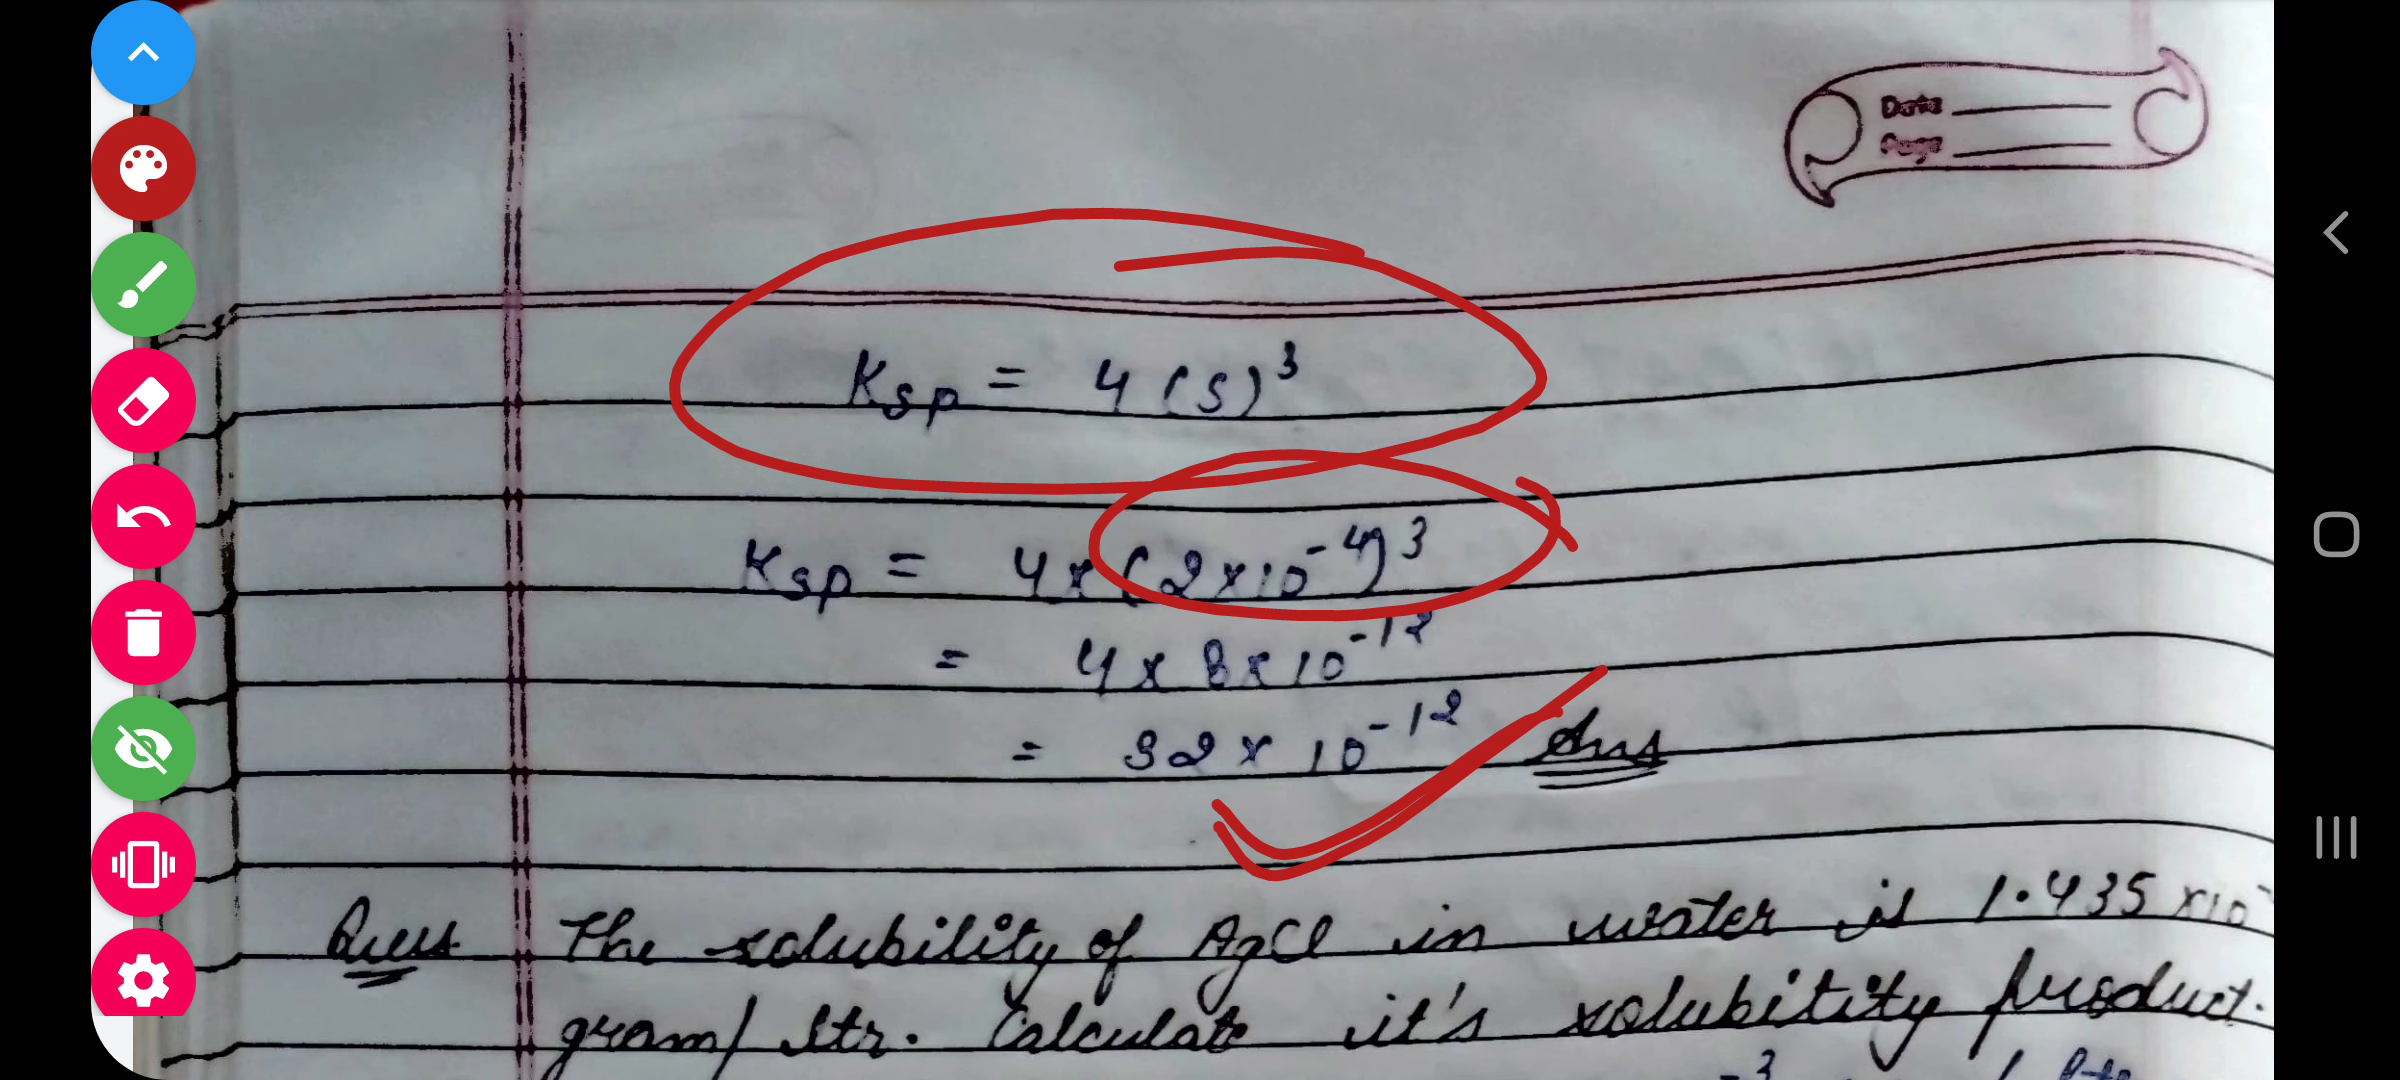 Date
Page
Ksp = 4 (s)³
Ksp = 4 × (2×10⁻⁴)³
= 4 × 8 × 10⁻¹²
= 32 × 10⁻¹² Ans
Ques The solubility of AgCl in water is 1.435 ×10⁻
gram/ ltr. Calculate it's solubitity product.